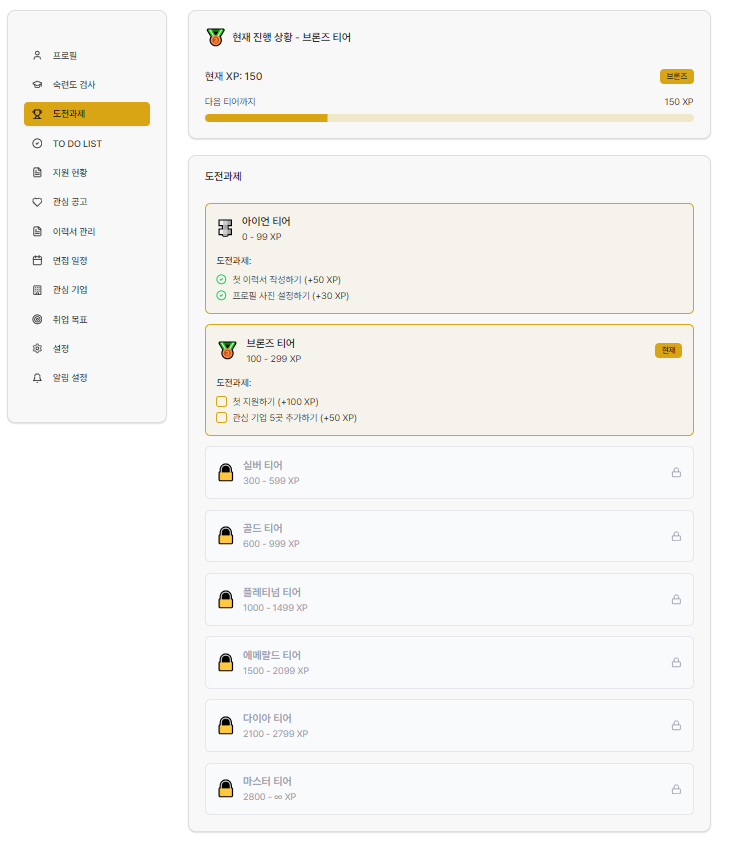 프로필
숙련도 검사
도전과제
TO DO LIST
지원 현황
관심 공고
이력서 관리
면접 일정
관심 기업
취업 목표
설정
알림 설정
현재 진행 상황 - 브론즈 티어
현재 XP: 150
브론즈
다음 티어까지
150 XP
도전과제
아이언 티어
0 - 99 XP
도전과제:
첫 이력서 작성하기 (+50 XP)
프로필 사진 설정하기 (+30 XP)
브론즈 티어
100 - 299 XP
현재
도전과제:
첫 지원하기 (+100 XP)
관심 기업 5곳 추가하기 (+50 XP)
실버 티어
300 - 599 XP
골드 티어
600 - 999 XP
플레티넘 티어
1000 - 1499 XP
에메랄드 티어
1500 - 2099 XP
다이아 티어
2100 - 2799 XP
마스터 티어
2800 - ∞ XP